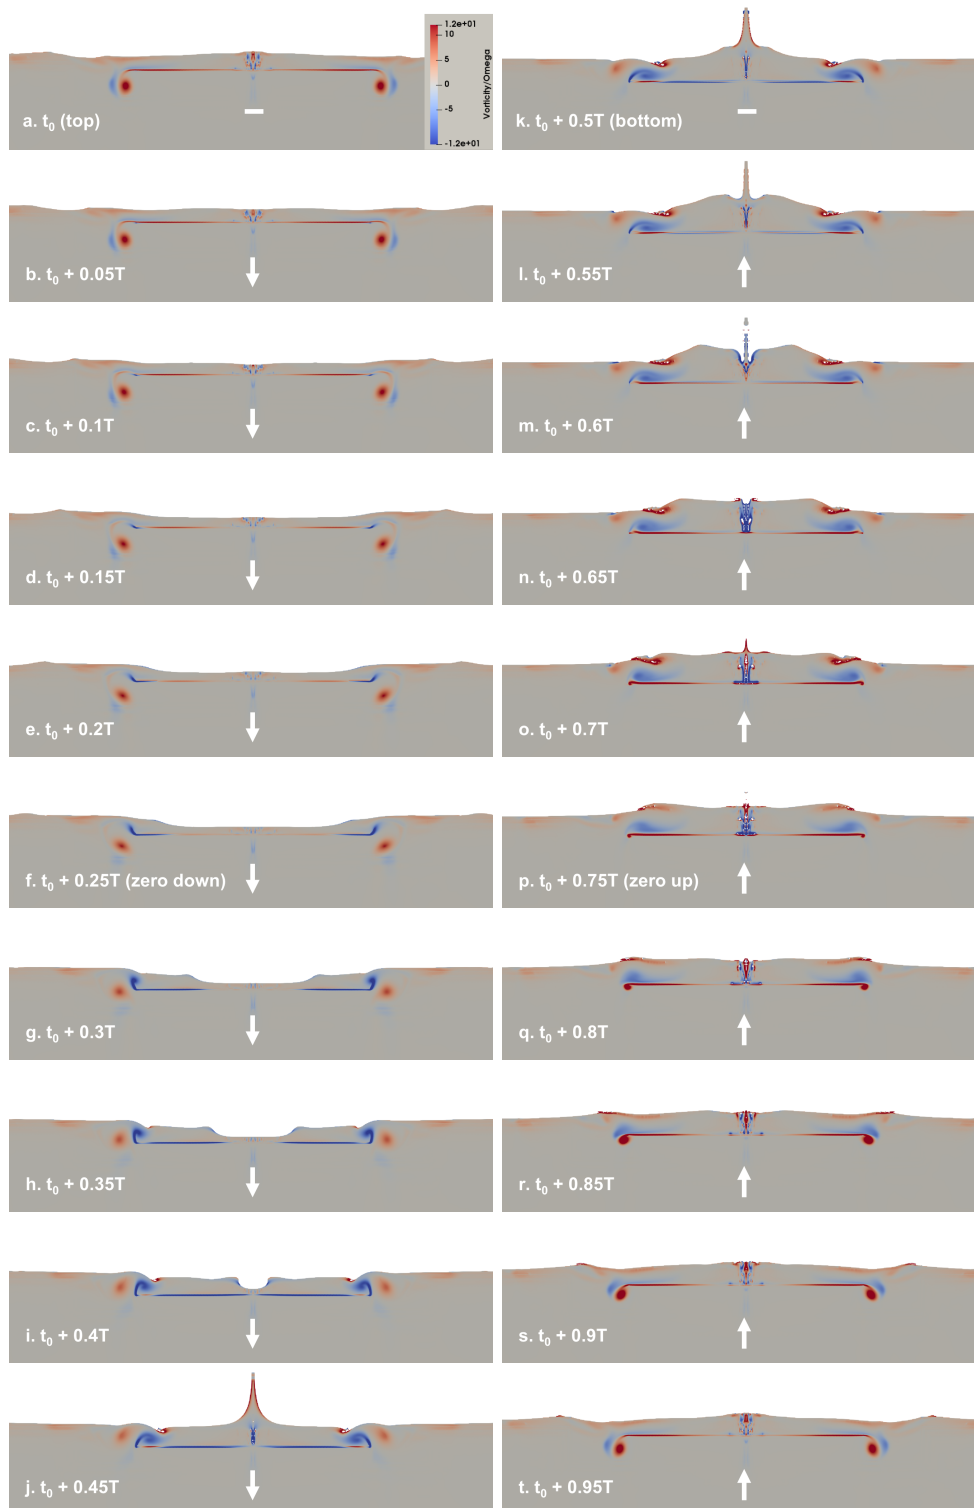 a. t₀ (top)
1.2e+01
10
5
0
-5
-1.2e+01
Vorticity/Omega
b. t₀ + 0.05T
c. t₀ + 0.1T
d. t₀ + 0.15T
e. t₀ + 0.2T
f. t₀ + 0.25T (zero down)
g. t₀ + 0.3T
h. t₀ + 0.35T
i. t₀ + 0.4T
j. t₀ + 0.45T
k. t₀ + 0.5T (bottom)
l. t₀ + 0.55T
m. t₀ + 0.6T
n. t₀ + 0.65T
o. t₀ + 0.7T
p. t₀ + 0.75T (zero up)
q. t₀ + 0.8T
r. t₀ + 0.85T
s. t₀ + 0.9T
t. t₀ + 0.95T